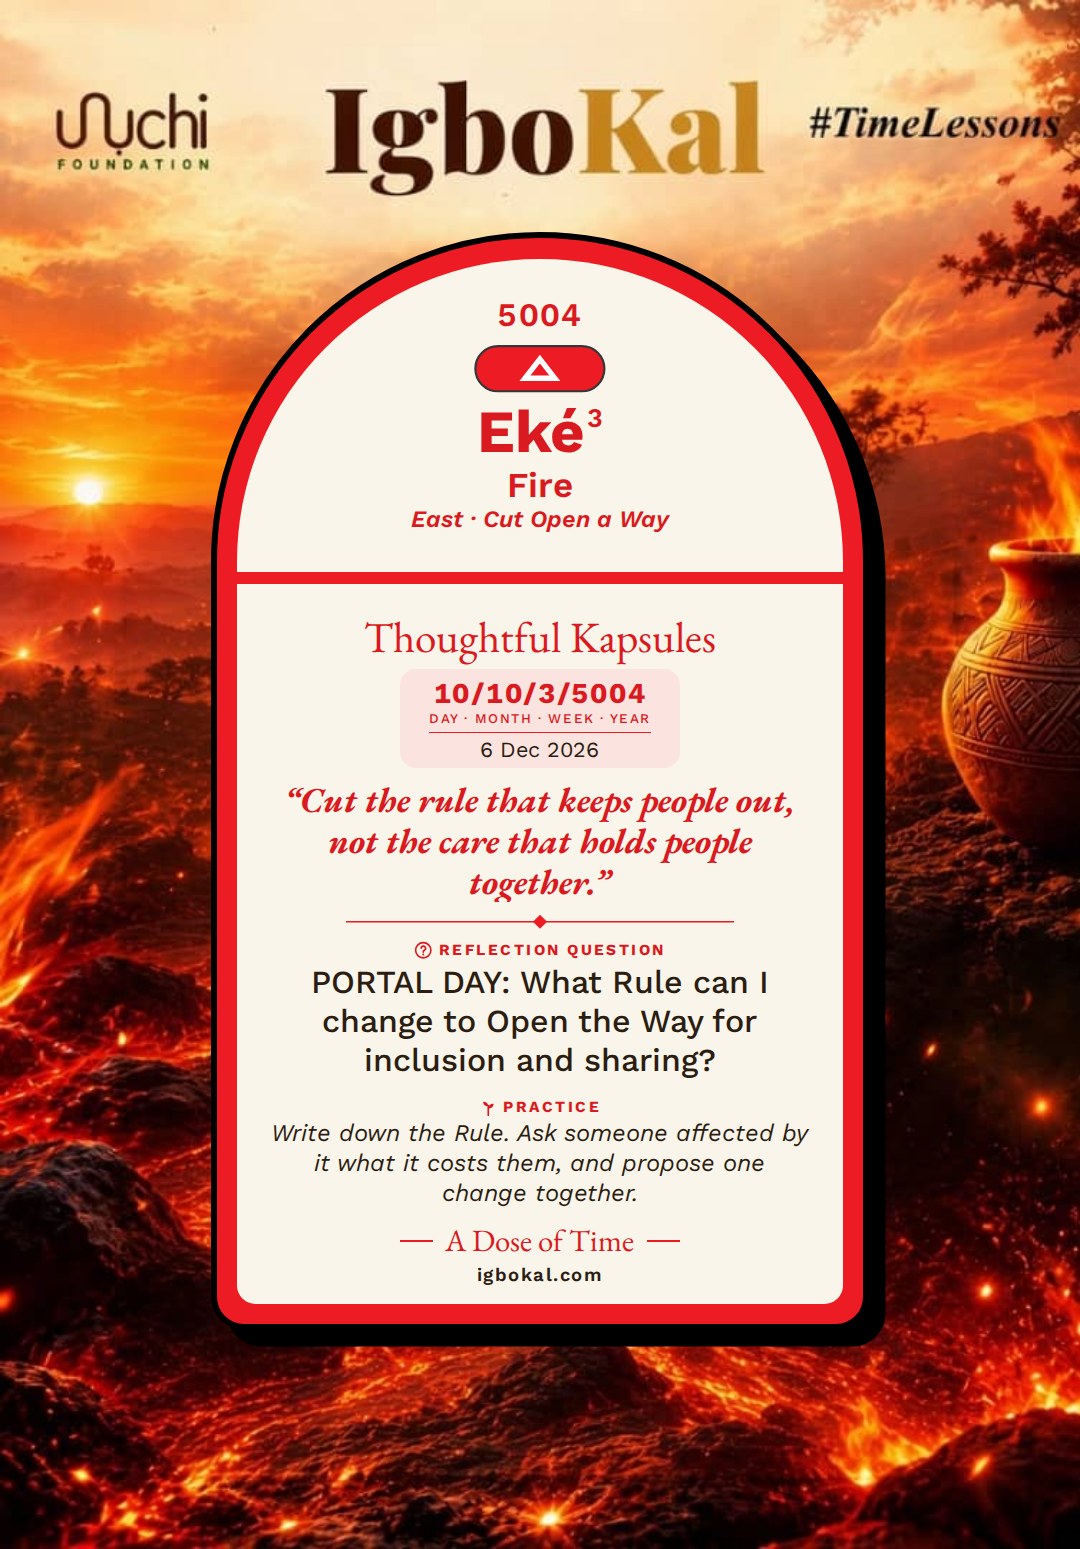 Uchi
FOUNDATION
IgboKal
#TimeLessons
5004
Eké³
Fire
East · Cut Open a Way
Thoughtful Kapsules
10/10/3/5004
DAY · MONTH · WEEK · YEAR
6 Dec 2026
“Cut the rule that keeps people out,
not the care that holds people
together.”
REFLECTION QUESTION
PORTAL DAY: What Rule can I
change to Open the Way for
inclusion and sharing?
PRACTICE
Write down the Rule. Ask someone affected by
it what it costs them, and propose one
change together.
A Dose of Time
igbokal.com